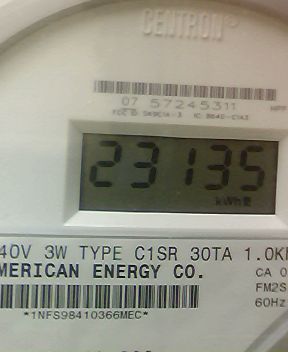 CENTRON
07 57245311
23135
kWh
40V 3W TYPE C1SR 30TA 1.0K
MERICAN ENERGY CO.
CA 0
FM2S
60Hz
*1NFS98410366MEC*